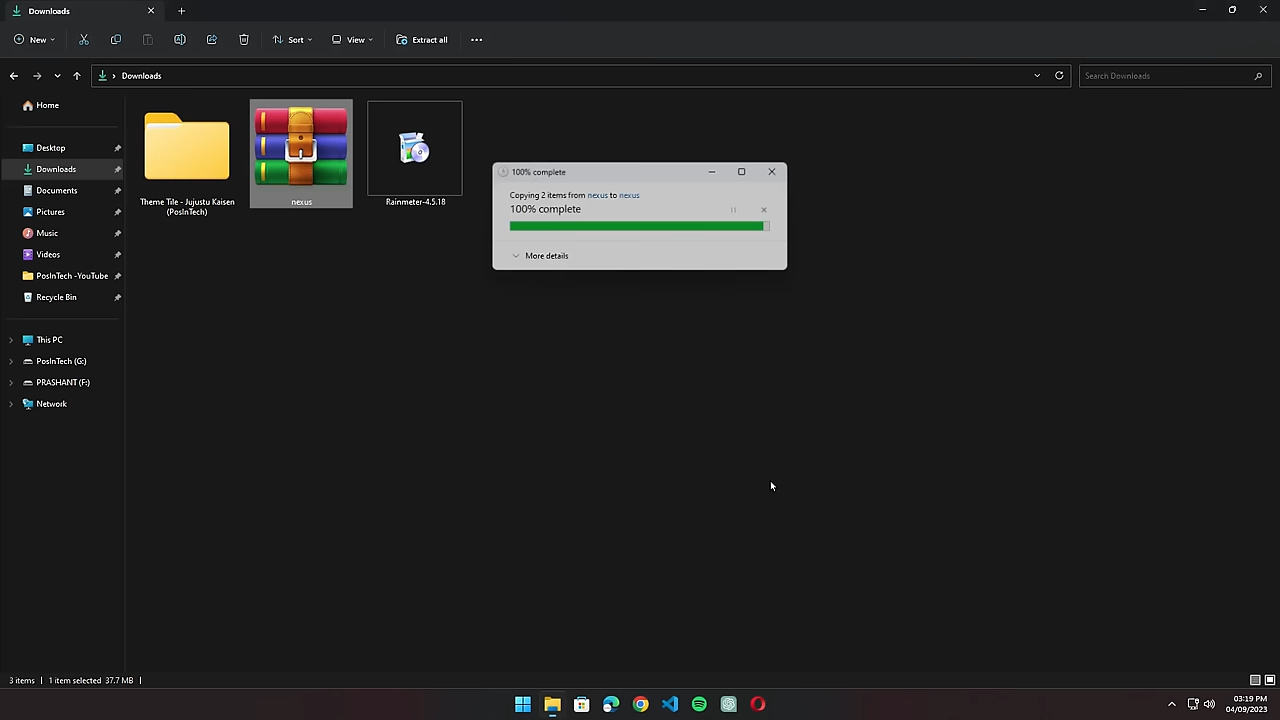 Downloads
New
Sort
View
Extract all
Downloads
Search Downloads
Home
Desktop
Downloads
Documents
Pictures
Music
Videos
PosInTech -YouTube
Recycle Bin
This PC
PosInTech (G:)
PRASHANT (F:)
Network
Theme Tile - Jujustu Kaisen
(PosInTech)
nexus
Rainmeter-4.5.18
100% complete
Copying 2 items from nexus to nexus
100% complete
More details
3 items
1 item selected 37.7 MB
03:19 PM
04/09/2023